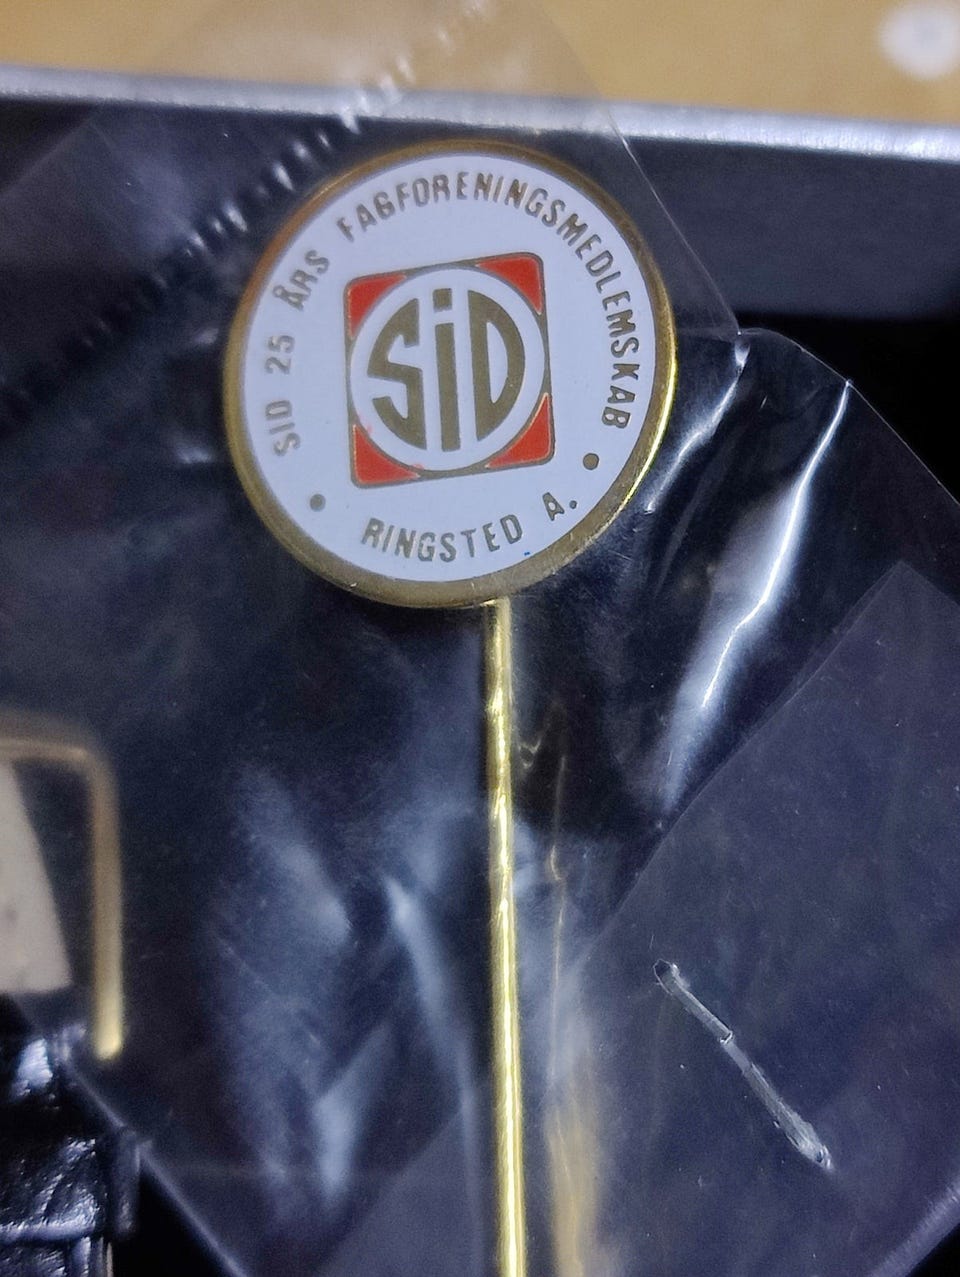 SID 25 ÅRS FAGFORENINGSMEDLEMSKAB
SiD
• RINGSTED A. •